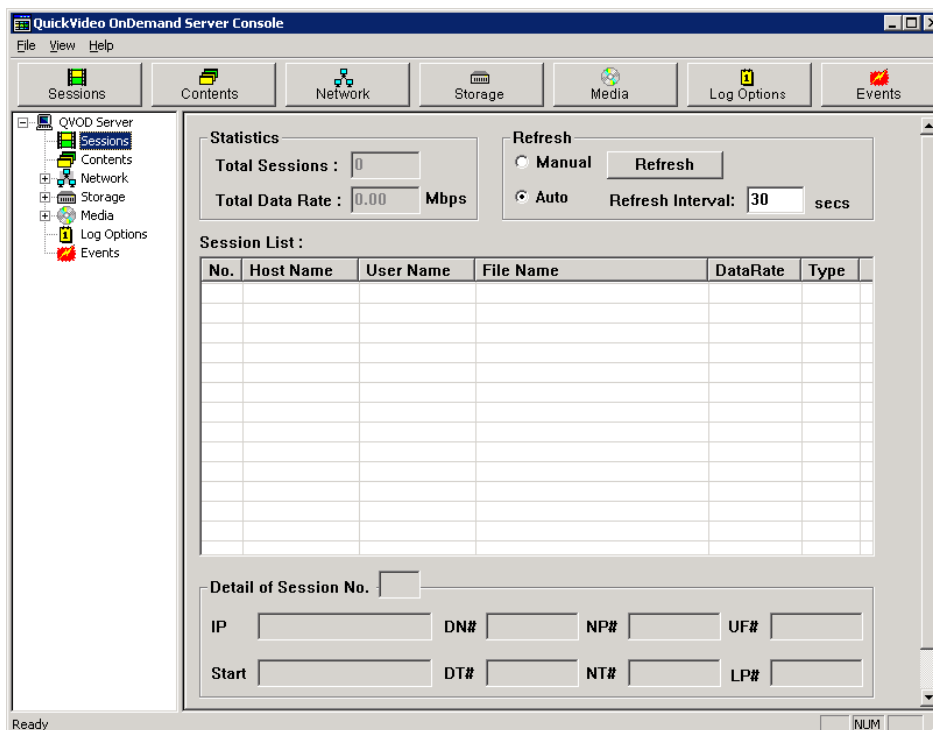 QuickVideo OnDemand Server Console
File View Help
Sessions Contents Network Storage Media Log Options Events
QVOD Server
Sessions
Contents
Network
Storage
Media
Log Options
Events
Statistics
Total Sessions : 0
Total Data Rate : 0.00 Mbps
Refresh
Manual Refresh
Auto Refresh Interval: 30 secs
Session List :
No. Host Name User Name File Name DataRate Type
Detail of Session No.
IP DN# NP# UF#
Start DT# NT# LP#
Ready NUM